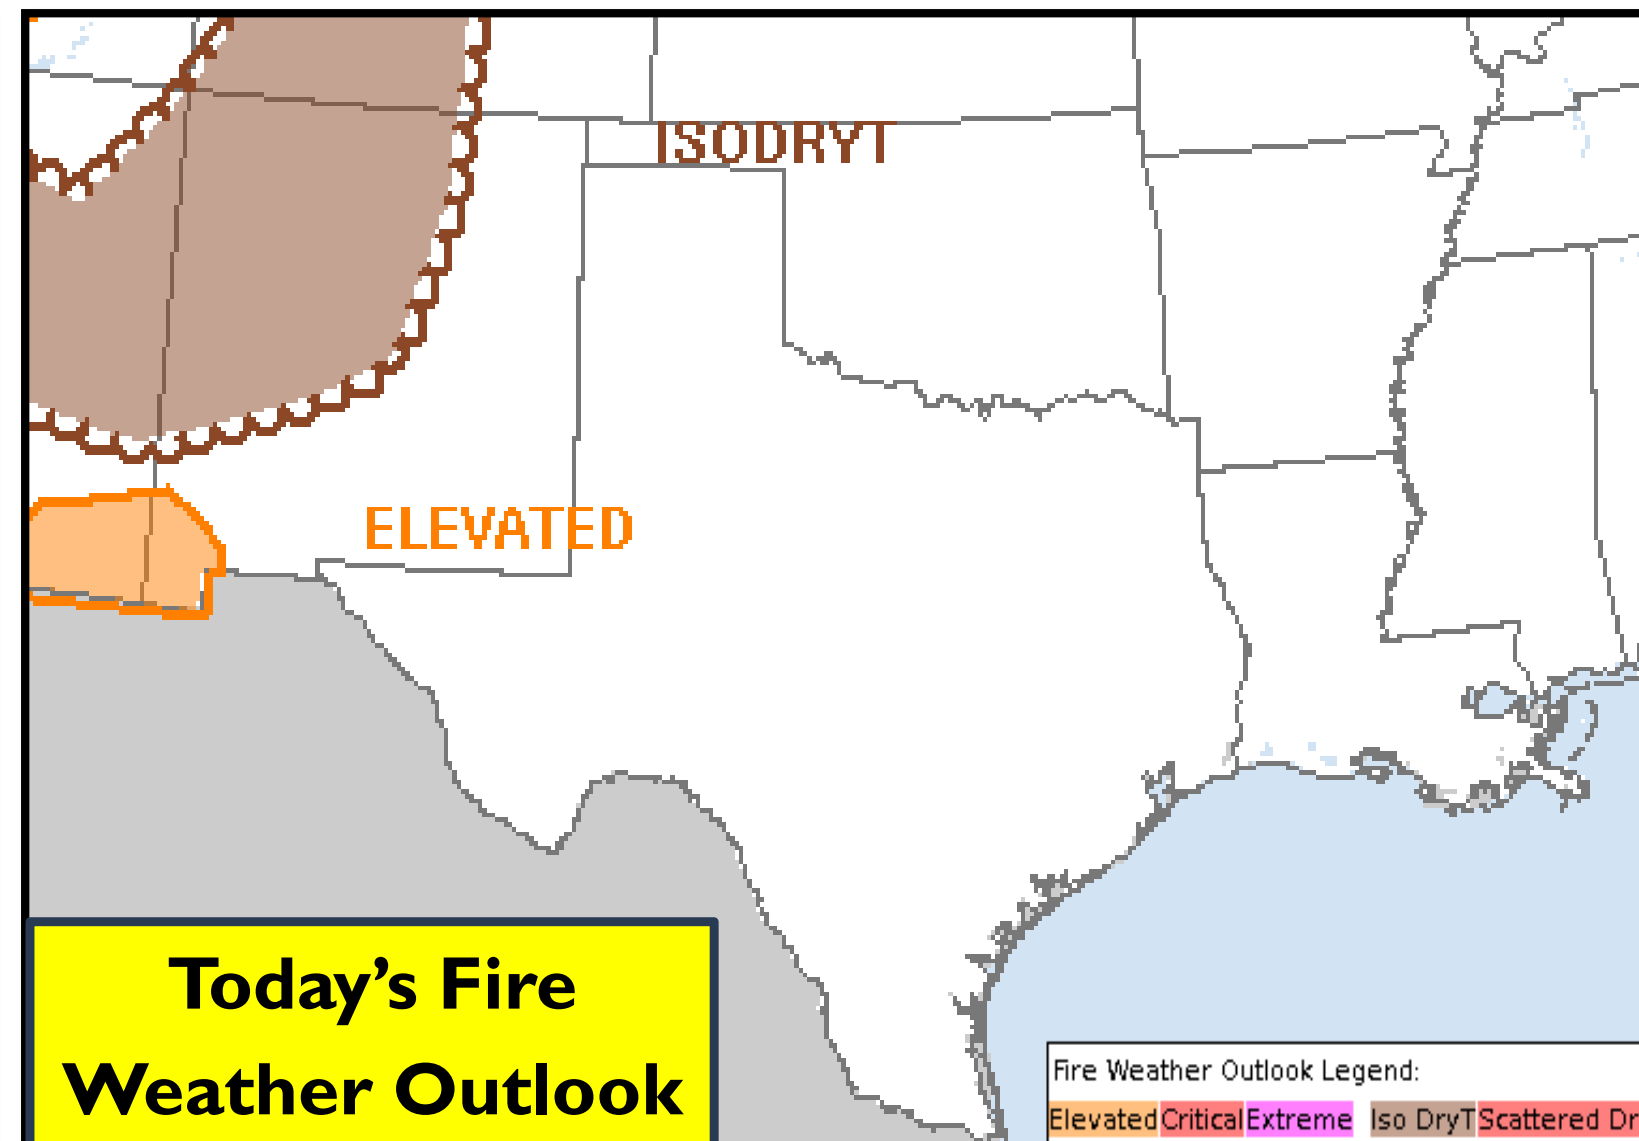 ISODRYT
ELEVATED
Today’s Fire
Weather Outlook
Fire Weather Outlook Legend:
Elevated Critical Extreme Iso DryT Scattered Dr